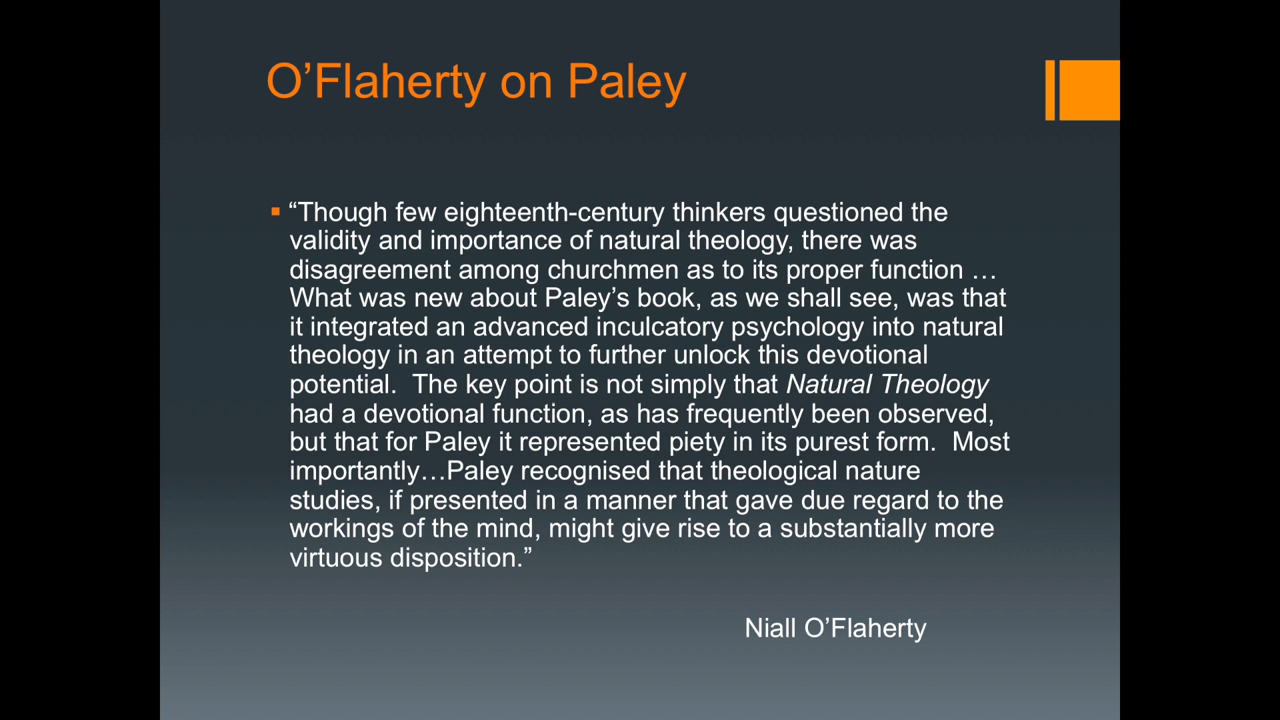 O’Flaherty on Paley
“Though few eighteenth-century thinkers questioned the
validity and importance of natural theology, there was
disagreement among churchmen as to its proper function …
What was new about Paley’s book, as we shall see, was that
it integrated an advanced inculcatory psychology into natural
theology in an attempt to further unlock this devotional
potential.  The key point is not simply that Natural Theology
had a devotional function, as has frequently been observed,
but that for Paley it represented piety in its purest form.  Most
importantly…Paley recognised that theological nature
studies, if presented in a manner that gave due regard to the
workings of the mind, might give rise to a substantially more
virtuous disposition.”
Niall O’Flaherty